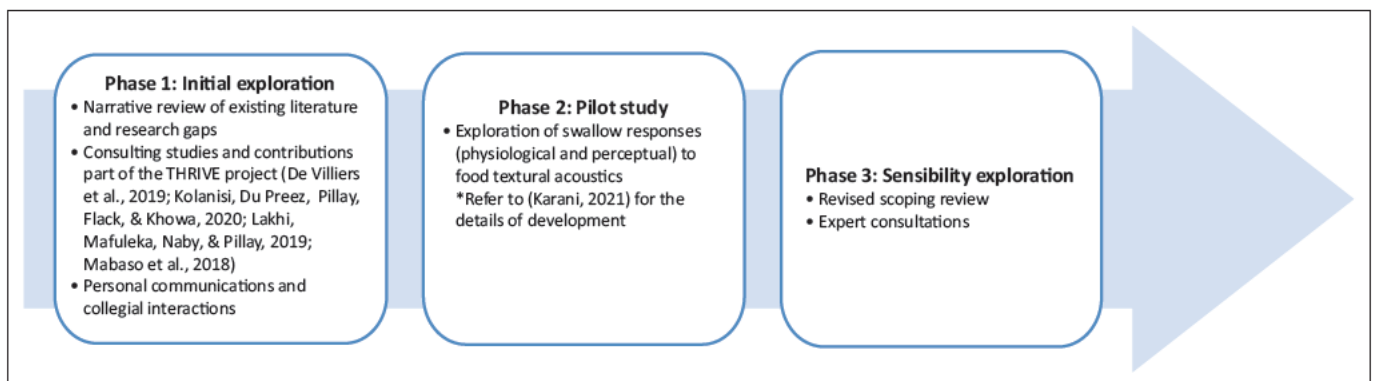 Phase 1: Initial exploration
• Narrative review of existing literature
and research gaps
• Consulting studies and contributions
part of the THRIVE project (De Villiers
et al., 2019; Kolanisi, Du Preez, Pillay,
Flack, & Khowa, 2020; Lakhi,
Mafuleka, Naby, & Pillay, 2019;
Mabaso et al., 2018)
• Personal communications and
collegial interactions
Phase 2: Pilot study
• Exploration of swallow responses
(physiological and perceptual) to
food textural acoustics
*Refer to (Karani, 2021) for the
details of development
Phase 3: Sensibility exploration
• Revised scoping review
• Expert consultations